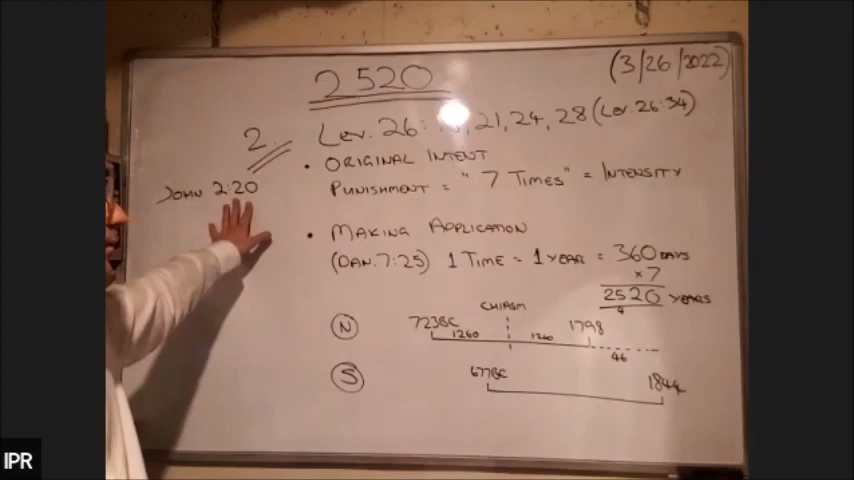 2520
(3/26/2022)
2.
Lev. 26: , 21, 24, 28 (Lev. 26:34)
• ORIGINAL INTENT
PUNISHMENT = "7 TIMES" = INTENSITY
JOHN 2:20
• MAKING APPLICATION
(DAN. 7:25) 1 TIME = 1 YEAR = 360 DAYS
×7
2520 YEARS
CHIASM
N 723BC 1260 1260 1798
46
S 677BC 1844
IPR